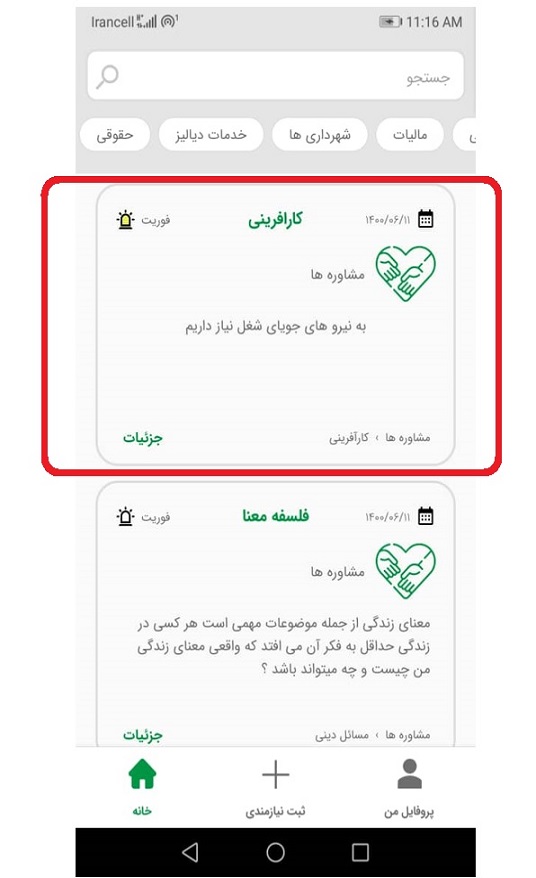 Irancell 11:16 AM
جستجو
مالیات شهرداری ها خدمات دیالیز حقوقی
۱۴۰۰/۰۶/۱۱ کارافرینی فوریت
مشاوره ها
به نیرو های جویای شغل نیاز داریم
مشاوره ها › کارآفرینی جزئیات
۱۴۰۰/۰۶/۱۱ فلسفه معنا فوریت
مشاوره ها
معنای زندگی از جمله موضوعات مهمی است هر کسی در
زندگی حداقل به فکر آن می افتد که واقعی معنای زندگی
من چیست و چه میتواند باشد ؟
مشاوره ها › مسائل دینی جزئیات
پروفایل من ثبت نیازمندی خانه